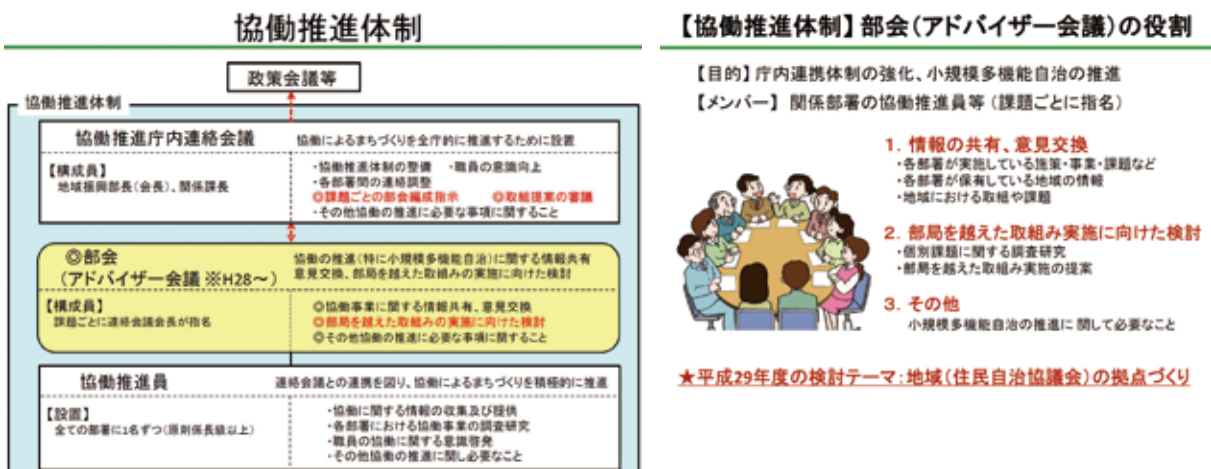 協働推進体制
政策会議等
協働推進体制
協働推進庁内連絡会議
協働によるまちづくりを全庁的に推進するために設置
【構成員】
地域振興部長(会長)、関係課長
・協働推進体制の整備 ・職員の意識向上
・各部署間の連絡調整
◎課題ごとの部会編成指示 ◎取組提案の審議
・その他協働の推進に必要な事項に関すること
◎部会
(アドバイザー会議 ※H28～)
協働の推進(特に小規模多機能自治)に関する情報共有
意見交換、部局を越えた取組みの実施に向けた検討
【構成員】
課題ごとに連絡会議会長が指名
◎協働事業に関する情報共有、意見交換
◎部局を越えた取組みの実施に向けた検討
◎その他協働の推進に必要な事項に関すること
協働推進員
連絡会議との連携を図り、協働によるまちづくりを積極的に推進
【設置】
全ての部署に1名ずつ(原則係長級以上)
・協働に関する情報の収集及び提供
・各部署における協働事業の調査研究
・職員の協働に関する意識啓発
・その他協働の推進に関し必要なこと
【協働推進体制】部会(アドバイザー会議)の役割
【目的】庁内連携体制の強化、小規模多機能自治の推進
【メンバー】 関係部署の協働推進員等(課題ごとに指名)
1. 情報の共有、意見交換
・各部署が実施している施策・事業・課題など
・各部署が保有している地域の情報
・地域における取組や課題
2. 部局を越えた取組み実施に向けた検討
・個別課題に関する調査研究
・部局を越えた取組み実施の提案
3. その他
小規模多機能自治の推進に関して必要なこと
★平成29年度の検討テーマ:地域(住民自治協議会)の拠点づくり